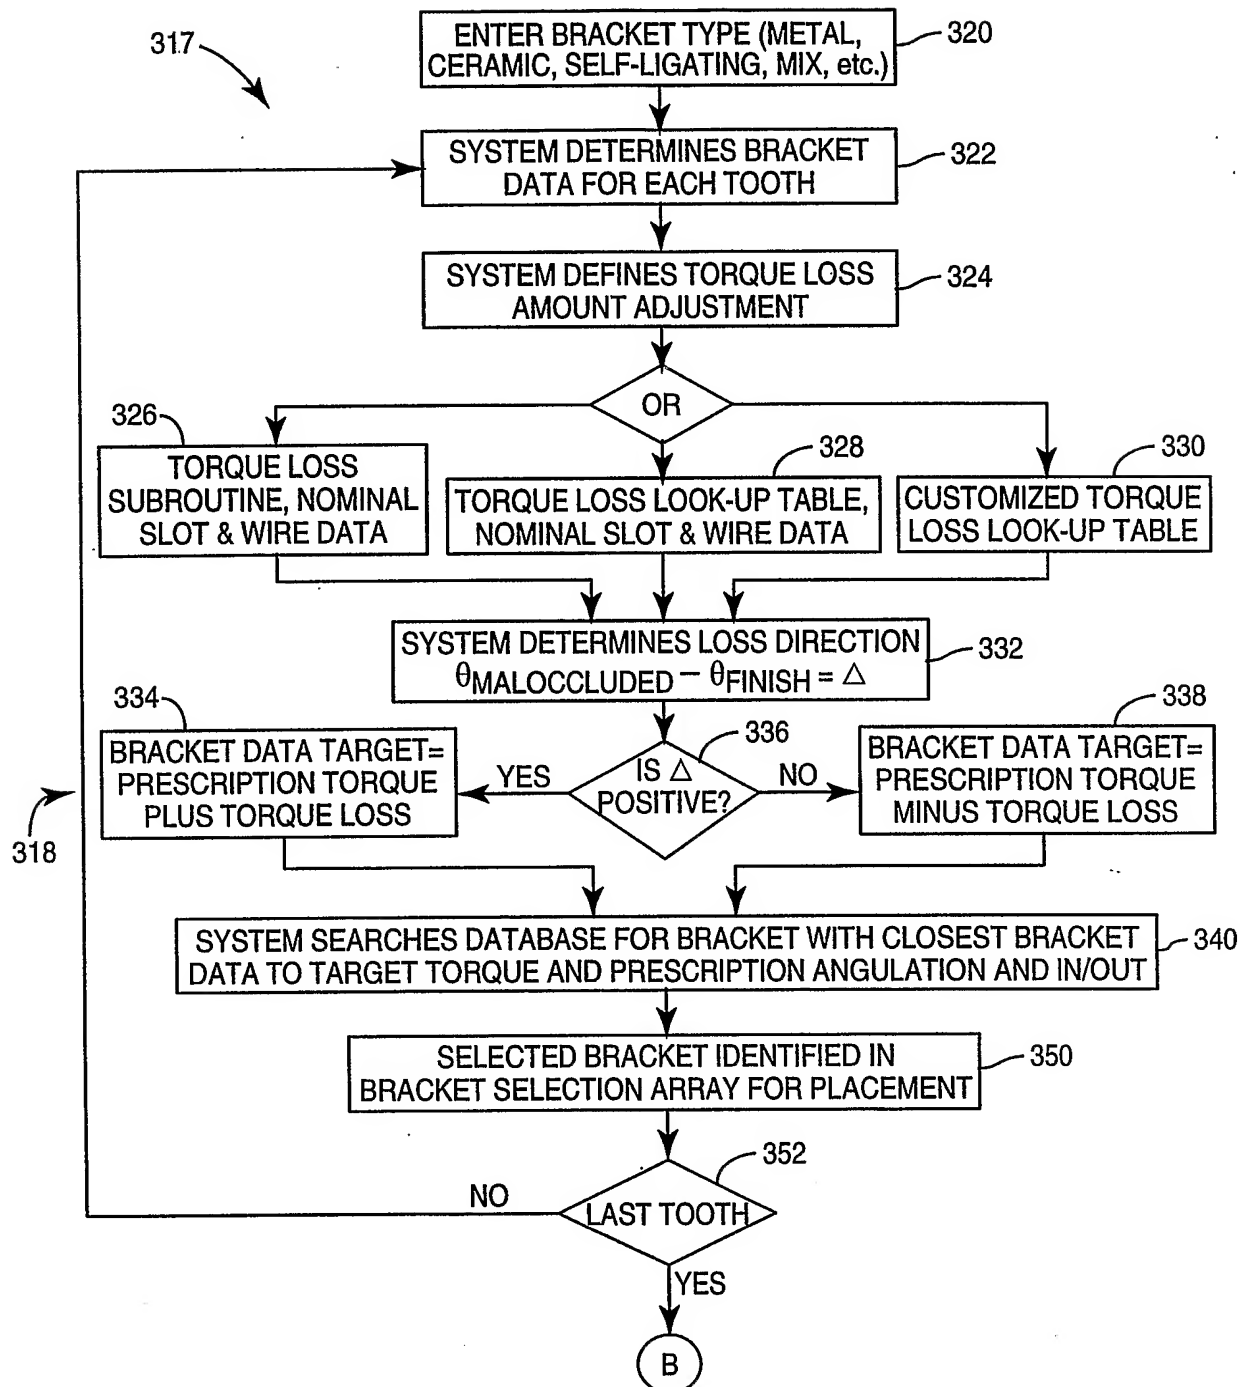 317
ENTER BRACKET TYPE (METAL,
CERAMIC, SELF-LIGATING, MIX, etc.)
320
SYSTEM DETERMINES BRACKET
DATA FOR EACH TOOTH
322
SYSTEM DEFINES TORQUE LOSS
AMOUNT ADJUSTMENT
324
OR
326
TORQUE LOSS
SUBROUTINE, NOMINAL
SLOT & WIRE DATA
328
TORQUE LOSS LOOK-UP TABLE,
NOMINAL SLOT & WIRE DATA
330
CUSTOMIZED TORQUE
LOSS LOOK-UP TABLE
SYSTEM DETERMINES LOSS DIRECTION
θMALOCCLUDED − θFINISH = △
332
334
BRACKET DATA TARGET=
PRESCRIPTION TORQUE
PLUS TORQUE LOSS
YES
336
IS △
POSITIVE?
NO
338
BRACKET DATA TARGET=
PRESCRIPTION TORQUE
MINUS TORQUE LOSS
318
SYSTEM SEARCHES DATABASE FOR BRACKET WITH CLOSEST BRACKET
DATA TO TARGET TORQUE AND PRESCRIPTION ANGULATION AND IN/OUT
340
SELECTED BRACKET IDENTIFIED IN
BRACKET SELECTION ARRAY FOR PLACEMENT
350
352
NO
LAST TOOTH
YES
B